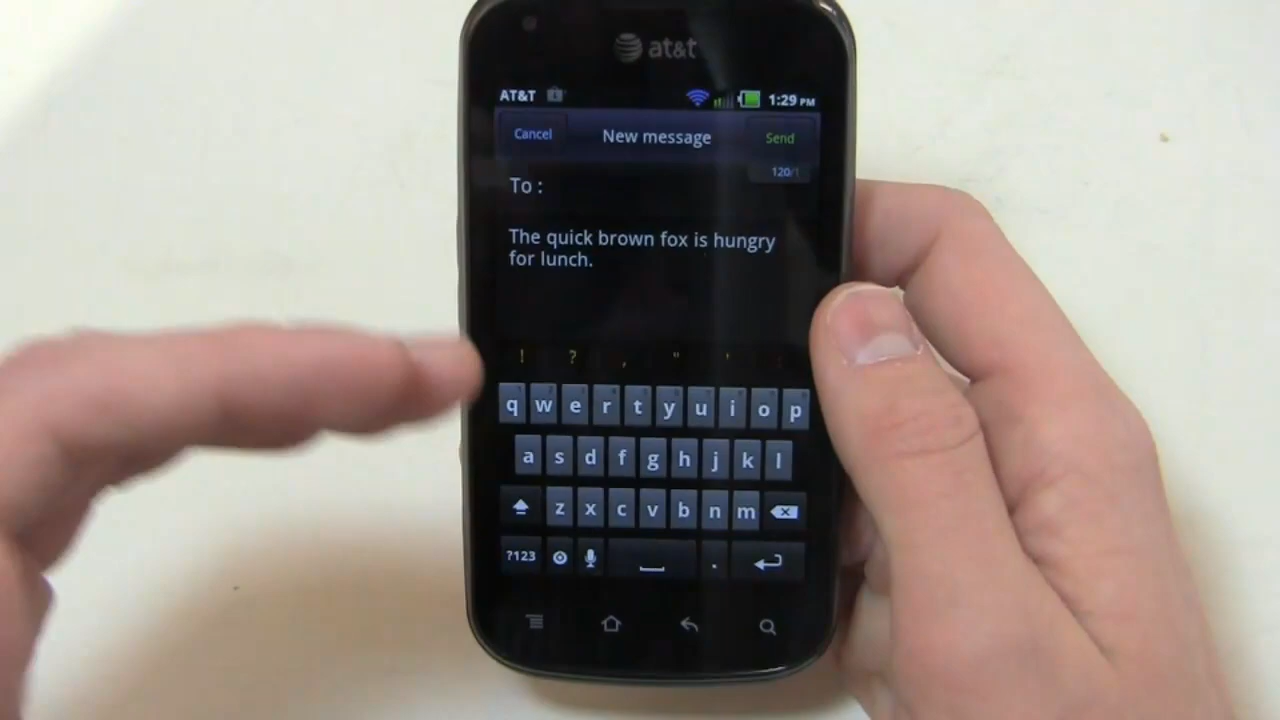 at&t
AT&T 1:29 PM
Cancel New message Send
120/1
To :
The quick brown fox is hungry
for lunch.
! ? , " '
q w e r t y u i o p
a s d f g h j k l
z x c v b n m
?123 .